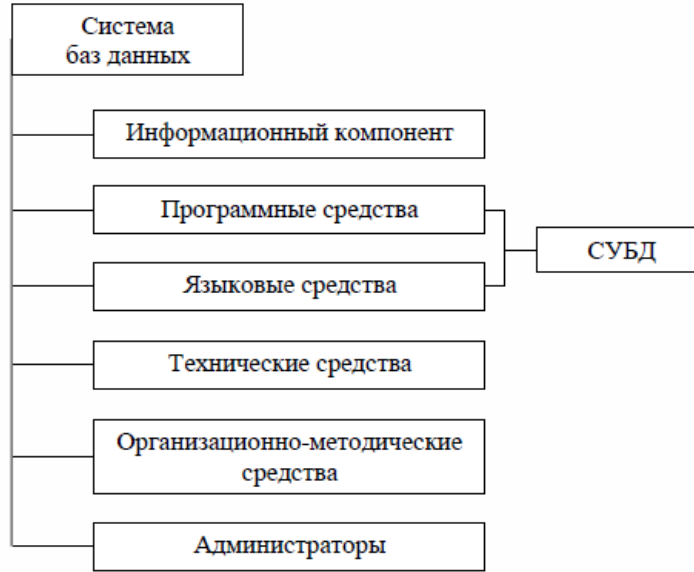 Система
баз данных
Информационный компонент
Программные средства
СУБД
Языковые средства
Технические средства
Организационно-методические
средства
Администраторы